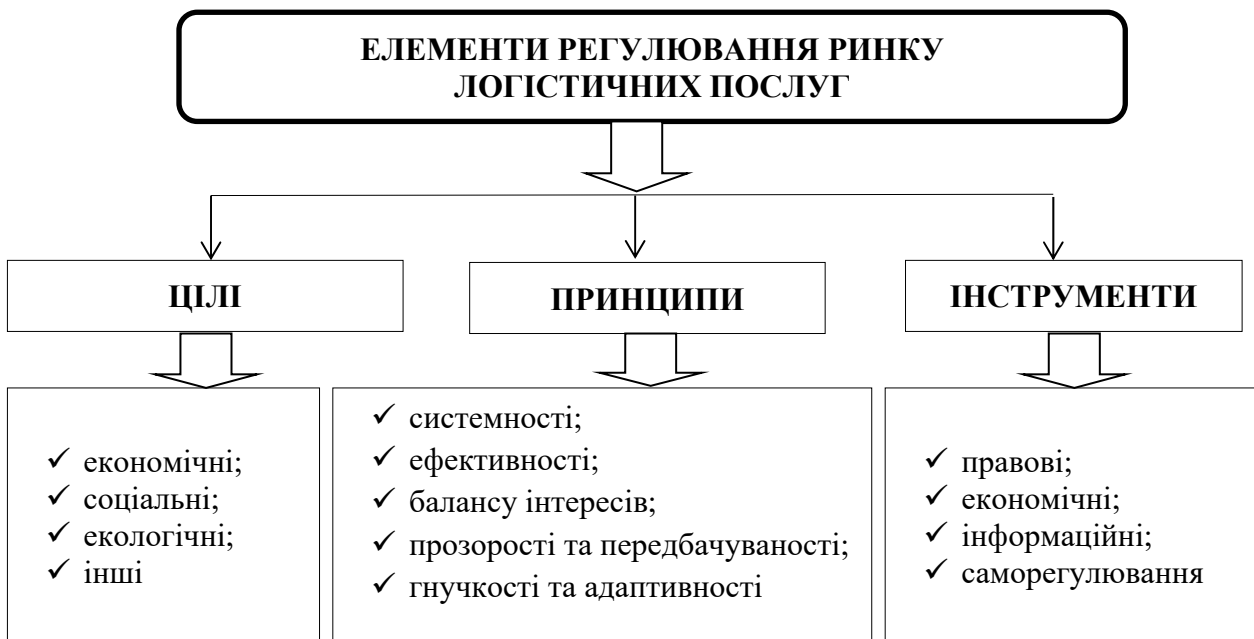 ЕЛЕМЕНТИ РЕГУЛЮВАННЯ РИНКУ
ЛОГІСТИЧНИХ ПОСЛУГ
ЦІЛІ
ПРИНЦИПИ
ІНСТРУМЕНТИ
✓ економічні;
✓ соціальні;
✓ екологічні;
✓ інші
✓ системності;
✓ ефективності;
✓ балансу інтересів;
✓ прозорості та передбачуваності;
✓ гнучкості та адаптивності
✓ правові;
✓ економічні;
✓ інформаційні;
✓ саморегулювання